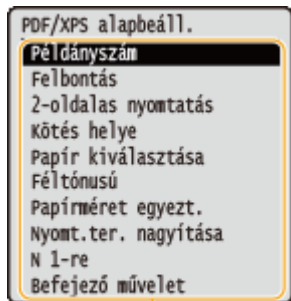 PDF/XPS alapbeáll.
Példányszám
Felbontás
2-oldalas nyomtatás
Kötés helye
Papír kiválasztása
Féltónusú
Papírméret egyezt.
Nyomt.ter. nagyítása
N 1-re
Befejező művelet